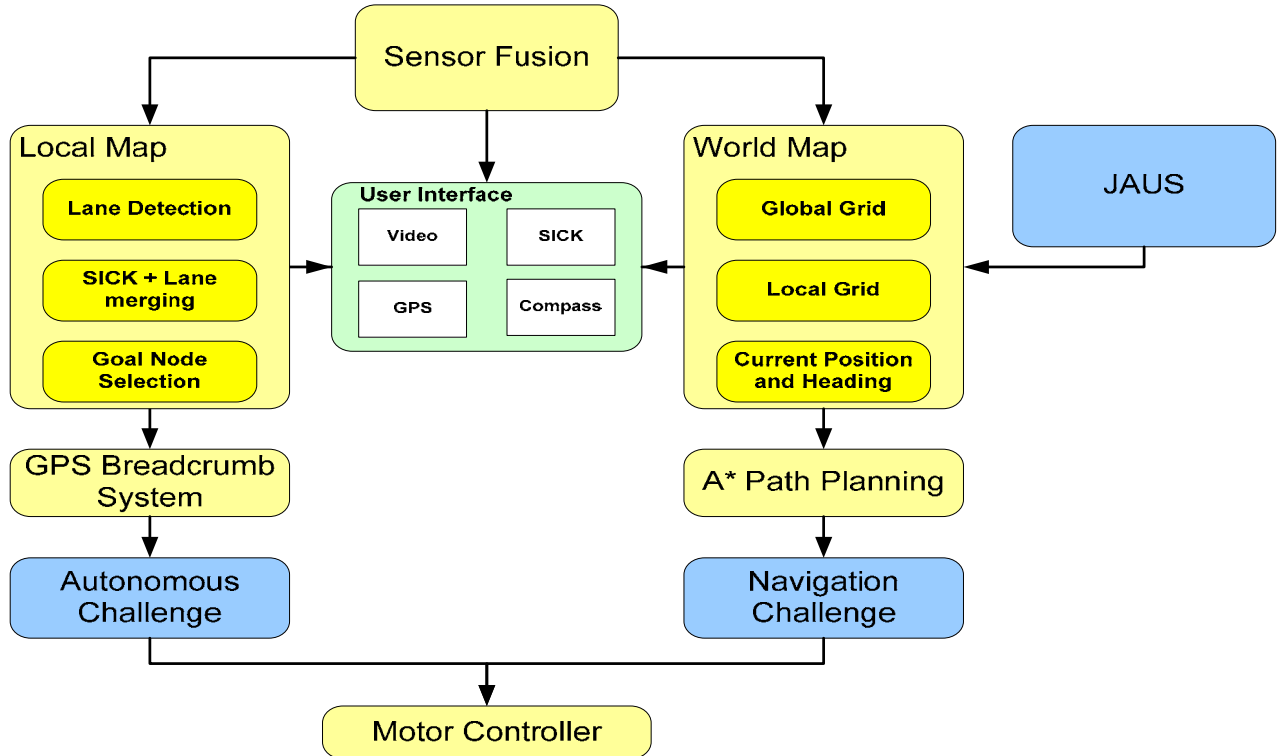 Sensor Fusion
Local Map
Lane Detection
SICK + Lane
merging
Goal Node
Selection
User Interface
Video
SICK
GPS
Compass
World Map
Global Grid
Local Grid
Current Position
and Heading
JAUS
GPS Breadcrumb
System
A* Path Planning
Autonomous
Challenge
Navigation
Challenge
Motor Controller